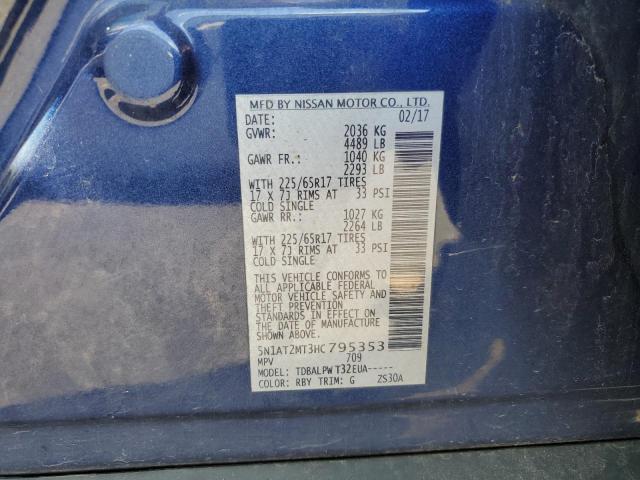 MFD BY NISSAN MOTOR CO., LTD.
DATE: 02/17
GVWR: 2036 KG
4489 LB
GAWR FR.: 1040 KG
2293 LB
WITH 225/65R17 TIRES
17 X 7J RIMS AT 33 PSI
COLD SINGLE
GAWR RR.: 1027 KG
2264 LB
WITH 225/65R17 TIRES
17 X 7J RIMS AT 33 PSI
COLD SINGLE
THIS VEHICLE CONFORMS TO
ALL APPLICABLE FEDERAL
MOTOR VEHICLE SAFETY AND
THEFT PREVENTION
STANDARDS IN EFFECT ON
THE DATE OF MANUFACTURE
SHOWN ABOVE.
5N1AT2MT3HC795353
MPV 709
MODEL: TDBALPW T32EUA-----
COLOR: RBY TRIM: G ZS30A